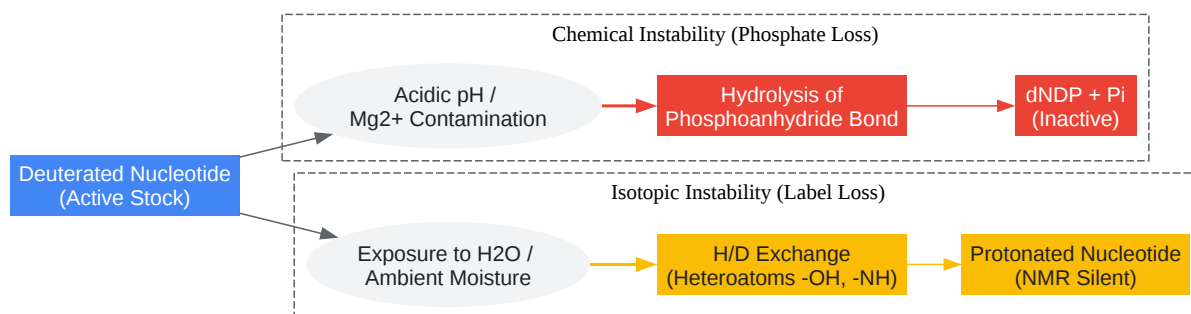 Chemical Instability (Phosphate Loss)
Acidic pH /
Mg2+ Contamination
Hydrolysis of
Phosphoanhydride Bond
dNDP + Pi
(Inactive)
Deuterated Nucleotide
(Active Stock)
Isotopic Instability (Label Loss)
Exposure to H2O /
Ambient Moisture
H/D Exchange
(Heteroatoms -OH, -NH)
Protonated Nucleotide
(NMR Silent)